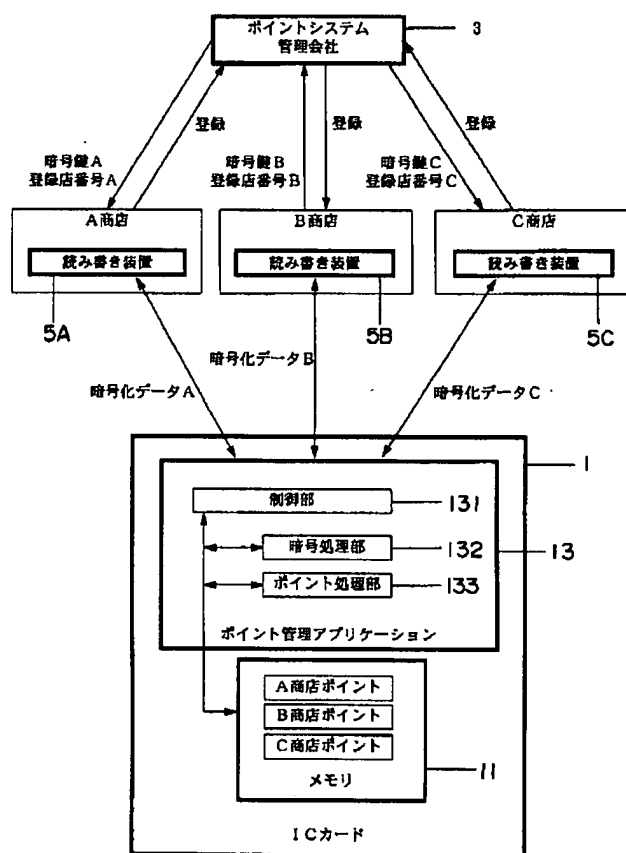 ポイントシステム
管理会社
3
登録
登録
登録
暗号鍵A
登録店番号A
暗号鍵B
登録店番号B
暗号鍵C
登録店番号C
A商店
B商店
C商店
読み書き装置
読み書き装置
読み書き装置
5A
5B
5C
暗号化データA
暗号化データB
暗号化データC
1
制御部
131
暗号処理部
132
13
ポイント処理部
133
ポイント管理アプリケーション
A商店ポイント
B商店ポイント
C商店ポイント
11
メモリ
ICカード